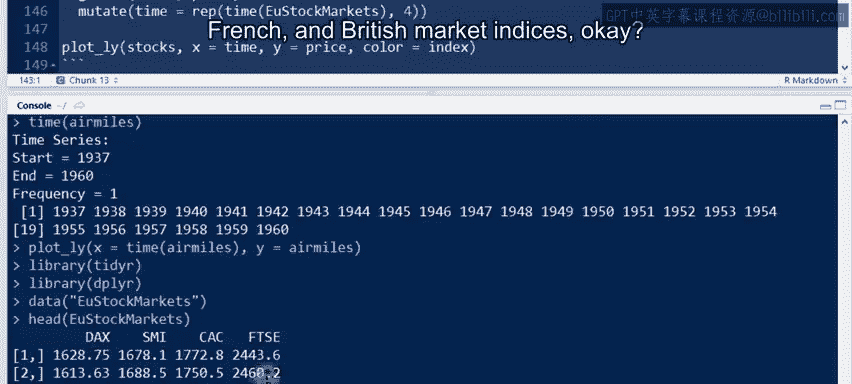 146 mutate(time = rep(time(EuStockMarkets), 4))
GPT中英字幕课程资源@b11ib111.com
147
French, and British market indices, okay?
148 plot_ly(stocks, x = time, y = price, color = index)
149 ```
143:1 Chunk 13 R Markdown
Console ~/
> time(airmiles)
Time Series:
Start = 1937
End = 1960
Frequency = 1
[1] 1937 1938 1939 1940 1941 1942 1943 1944 1945 1946 1947 1948 1949 1950 1951 1952 1953 1954
[19] 1955 1956 1957 1958 1959 1960
> plot_ly(x = time(airmiles), y = airmiles)
> library(tidyr)
> library(dplyr)
> data("EuStockMarkets")
> head(EuStockMarkets)
DAX SMI CAC FTSE
[1,] 1628.75 1678.1 1772.8 2443.6
[2,] 1613.63 1688.5 1750.5 2460.2